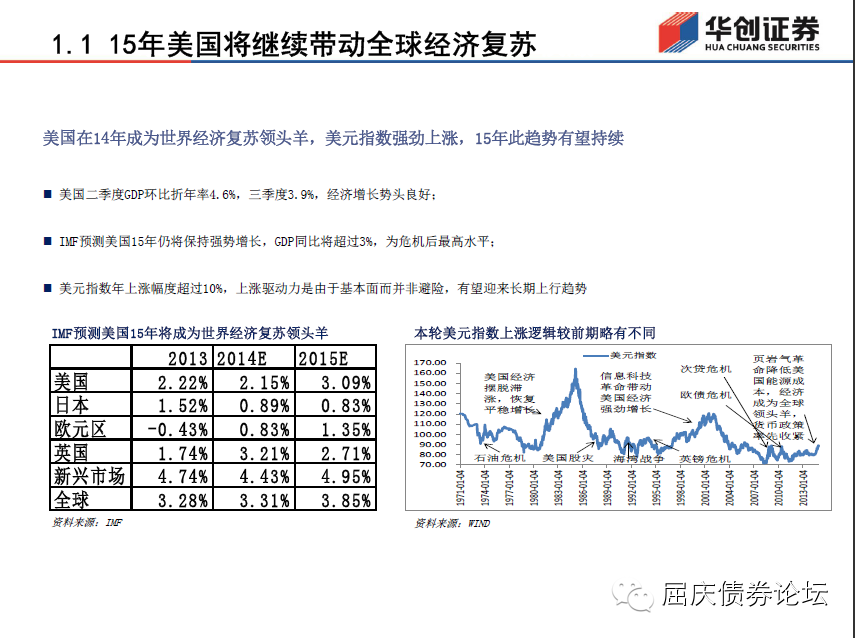 1.1 15年美国将继续带动全球经济复苏
华创证券
HUA CHUANG SECURITIES
美国在14年成为世界经济复苏领头羊，美元指数强劲上涨，15年此趋势有望持续
美国二季度GDP环比折年率4.6%，三季度3.9%，经济增长势头良好；
IMF预测美国15年仍将保持强势增长，GDP同比将超过3%，为危机后最高水平；
美元指数年上涨幅度超过10%，上涨驱动力是由于基本面而并非避险，有望迎来长期上行趋势
IMF预测美国15年将成为世界经济复苏领头羊
2013 2014E 2015E
美国 2.22% 2.15% 3.09%
日本 1.52% 0.89% 0.83%
欧元区 -0.43% 0.83% 1.35%
英国 1.74% 3.21% 2.71%
新兴市场 4.74% 4.43% 4.95%
全球 3.28% 3.31% 3.85%
资料来源：IMF
本轮美元指数上涨逻辑较前期略有不同
美元指数
170.00
160.00
150.00
140.00
130.00
120.00
110.00
100.00
90.00
80.00
70.00
美国经济
摆脱滞
涨，恢复
平稳增长
信息科技
革命带动
美国经济
强劲增长
次贷危机
欧债危机
页岩气革
命降低美
国能源成
本，经济
成为全球
领头羊，
货币政策
率先收紧
石油危机
美国股灾
海湾战争
英镑危机
1971-01-04
1974-01-04
1977-01-04
1980-01-04
1983-01-04
1986-01-04
1989-01-04
1992-01-04
1995-01-04
1998-01-04
2001-01-04
2004-01-04
2007-01-04
2010-01-04
2013-01-04
资料来源：WIND
屈庆债券论坛